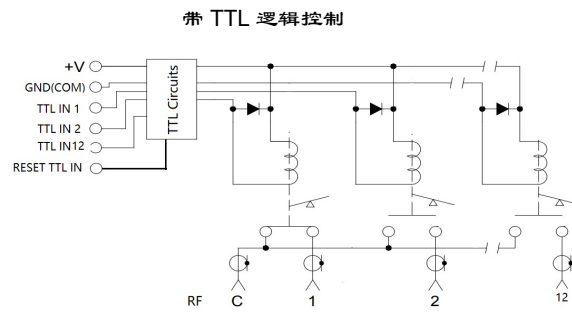 带 TTL 逻辑控制
+V
GND(COM)
TTL IN 1
TTL IN 2
TTL IN12
RESET TTL IN
TTL Circuits
RF C 1 2 12